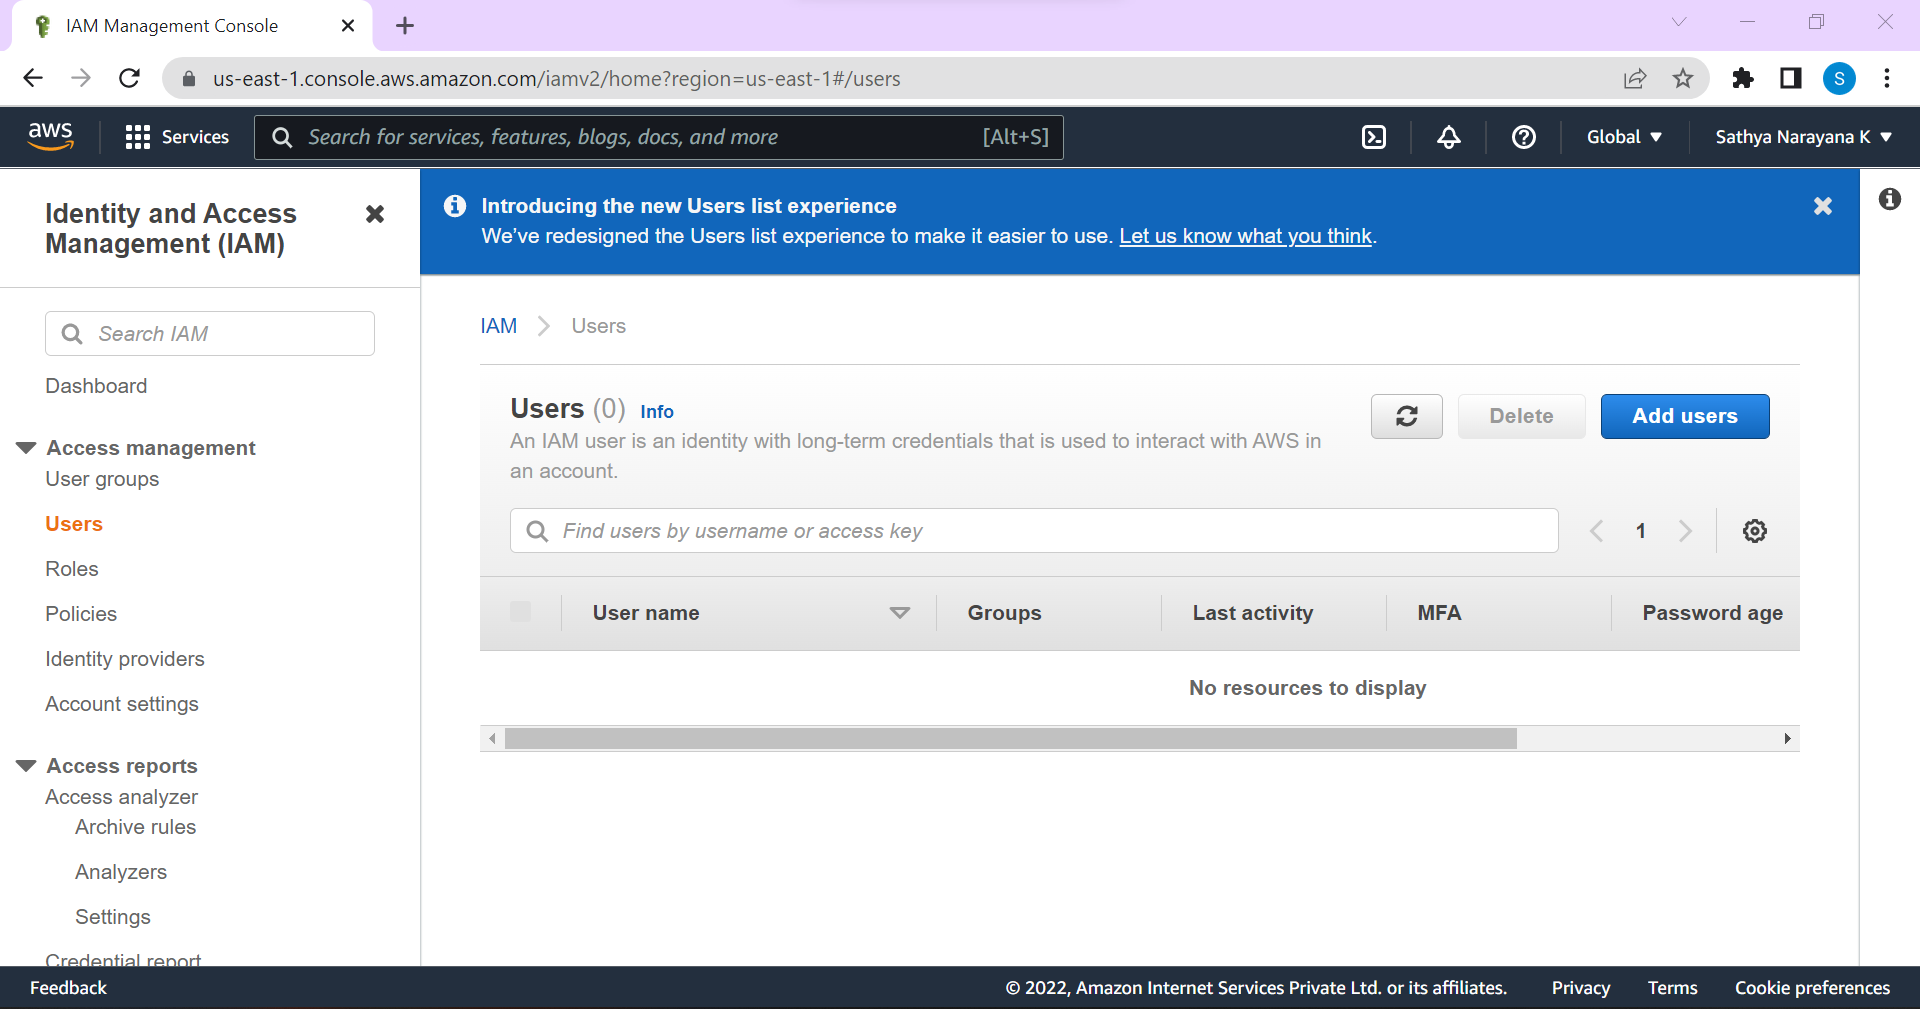 IAM Management Console
us-east-1.console.aws.amazon.com/iamv2/home?region=us-east-1#/users
S
aws
Services
Search for services, features, blogs, docs, and more
[Alt+S]
Global
Sathya Narayana K
Identity and Access
Management (IAM)
Search IAM
Dashboard
Access management
User groups
Users
Roles
Policies
Identity providers
Account settings
Access reports
Access analyzer
Archive rules
Analyzers
Settings
Credential report
Introducing the new Users list experience
We've redesigned the Users list experience to make it easier to use. Let us know what you think.
IAM
Users
Users (0) Info
An IAM user is an identity with long-term credentials that is used to interact with AWS in
an account.
Delete
Add users
Find users by username or access key
1
User name
Groups
Last activity
MFA
Password age
No resources to display
Feedback
© 2022, Amazon Internet Services Private Ltd. or its affiliates.
Privacy
Terms
Cookie preferences